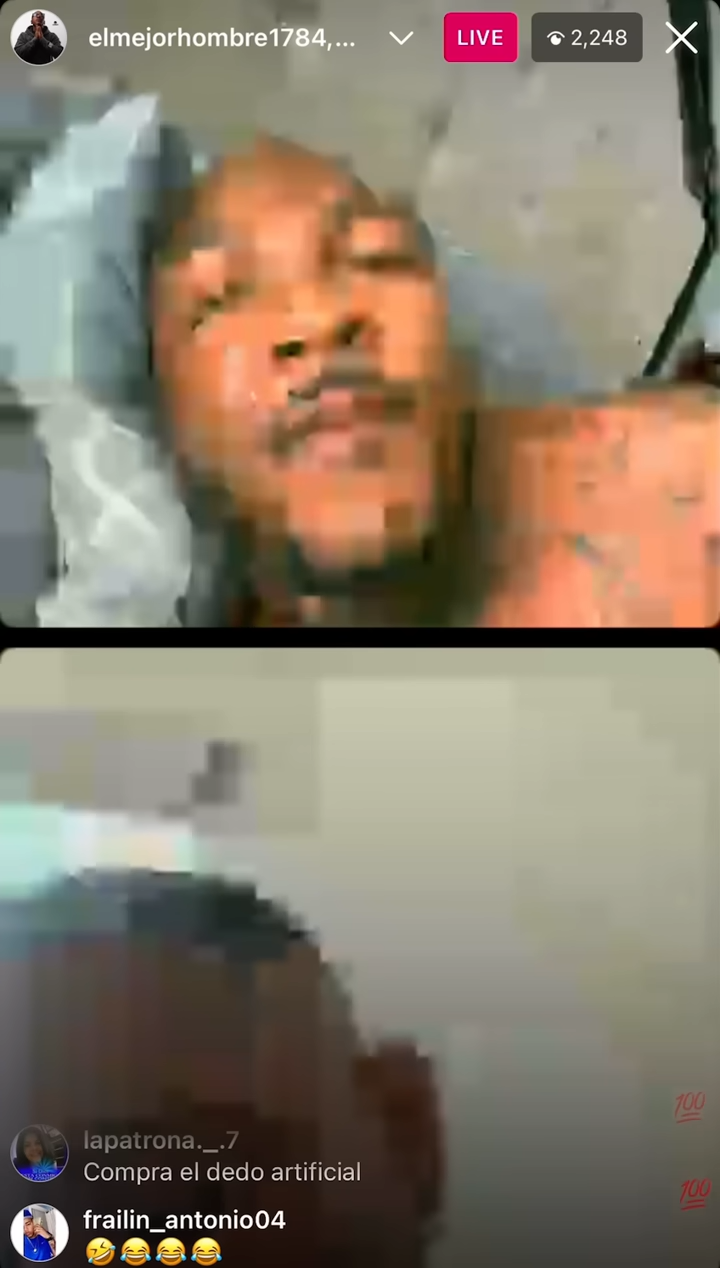 elmejorhombre1784,...
LIVE
2,248
💯
lapatrona._.7
Compra el dedo artificial
💯
frailin_antonio04
🤣😂😂😂